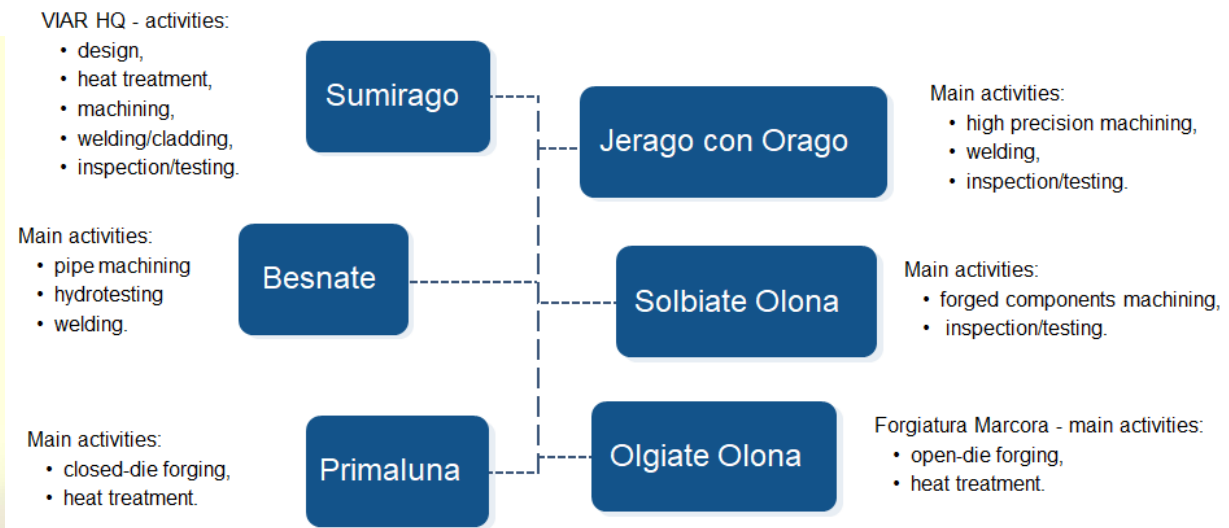 VIAR HQ - activities:
• design,
• heat treatment,
• machining,
• welding/cladding,
• inspection/testing.
Sumirago
Jerago con Orago
Main activities:
• high precision machining,
• welding,
• inspection/testing.
Main activities:
• pipe machining
• hydrotesting
• welding.
Besnate
Solbiate Olona
Main activities:
• forged components machining,
• inspection/testing.
Main activities:
• closed-die forging,
• heat treatment.
Primaluna
Olgiate Olona
Forgiatura Marcora - main activities:
• open-die forging,
• heat treatment.